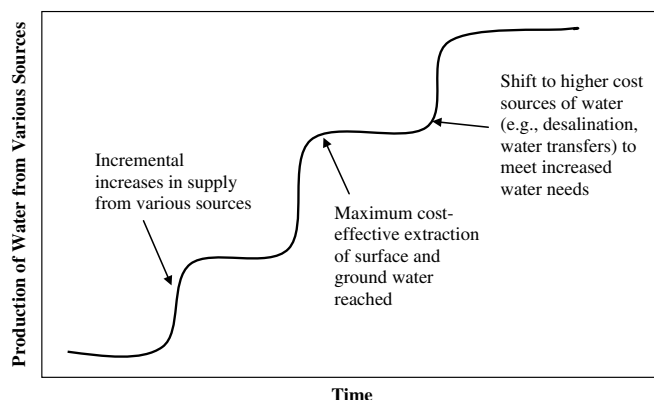 Production of Water from Various Sources
Incremental
increases in supply
from various sources
Maximum cost-
effective extraction
of surface and
ground water
reached
Shift to higher cost
sources of water
(e.g., desalination,
water transfers) to
meet increased
water needs
Time